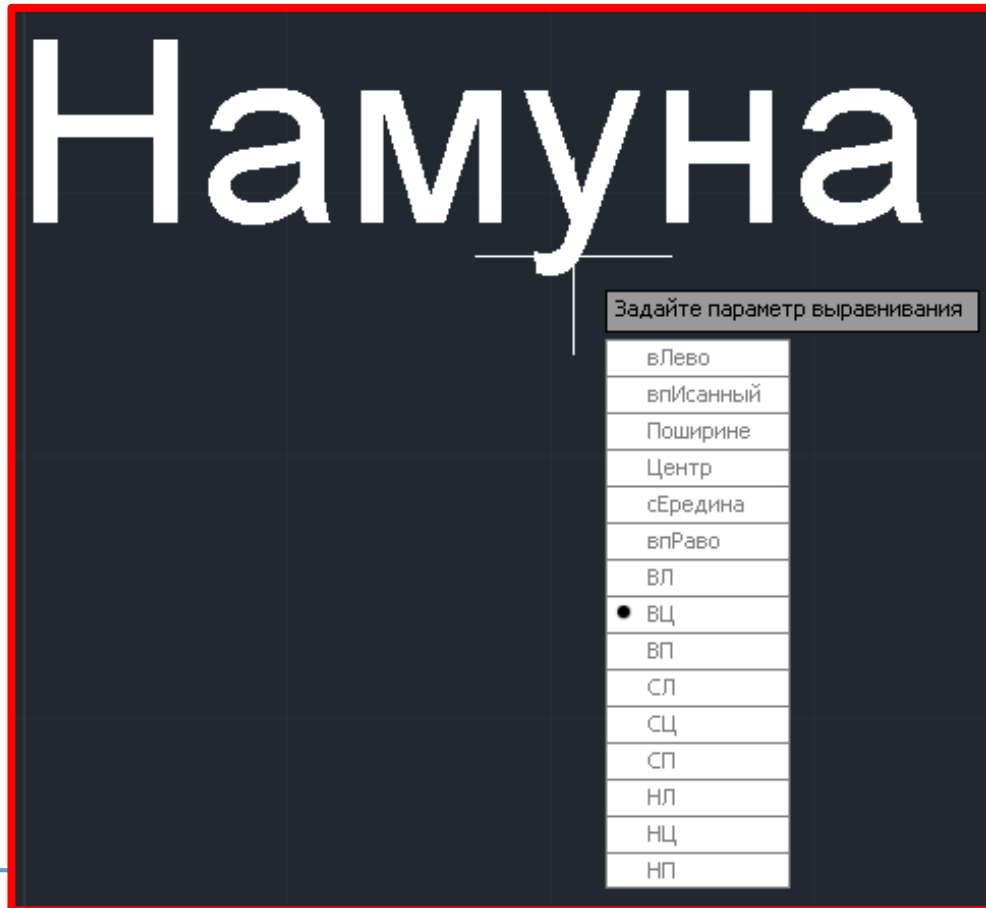 Намуна
Задайте параметр выравнивания
вЛево
впИсанный
Поширине
Центр
сЕредина
впРаво
ВЛ
ВЦ
ВП
СЛ
СЦ
СП
НЛ
НЦ
НП